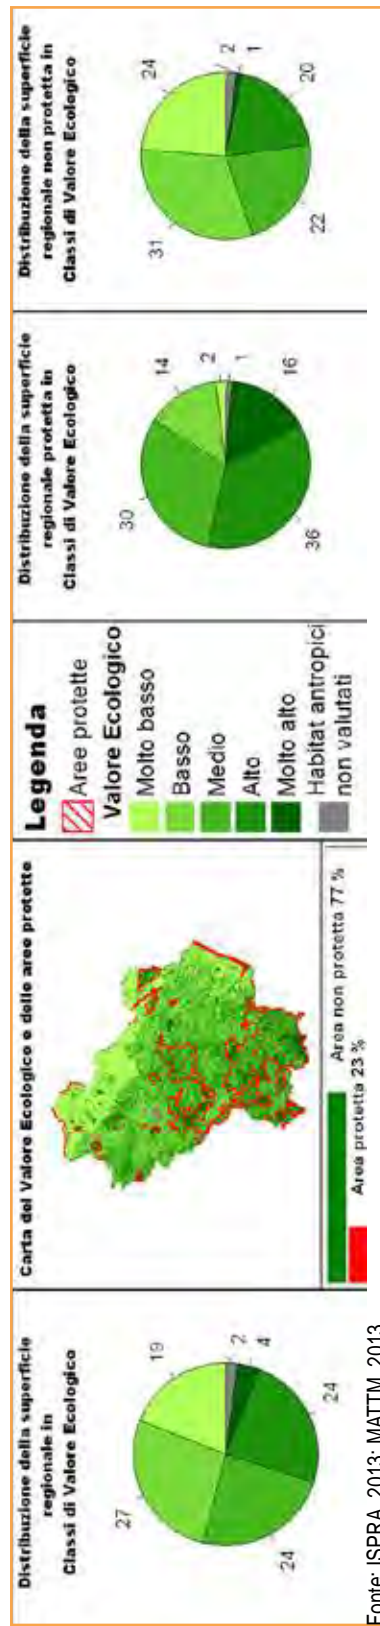 Distribuzione della superficie
regionale in
Classi di Valore Ecologico
19
27
24
24
4
2
Carta del Valore Ecologico e delle aree protette
Area non protetta 77 %
Area protetta 23 %
Legenda
Aree protette
Valore Ecologico
Molto basso
Basso
Medio
Alto
Molto alto
Habitat antropici
non valutati
Distribuzione della superficie
regionale protetta in
Classi di Valore Ecologico
14
30
2
1
16
36
Distribuzione della superficie
regionale non protetta in
Classi di Valore Ecologico
24
31
2
1
20
22
Fonte: ISPRA, 2013; MATTM, 2013